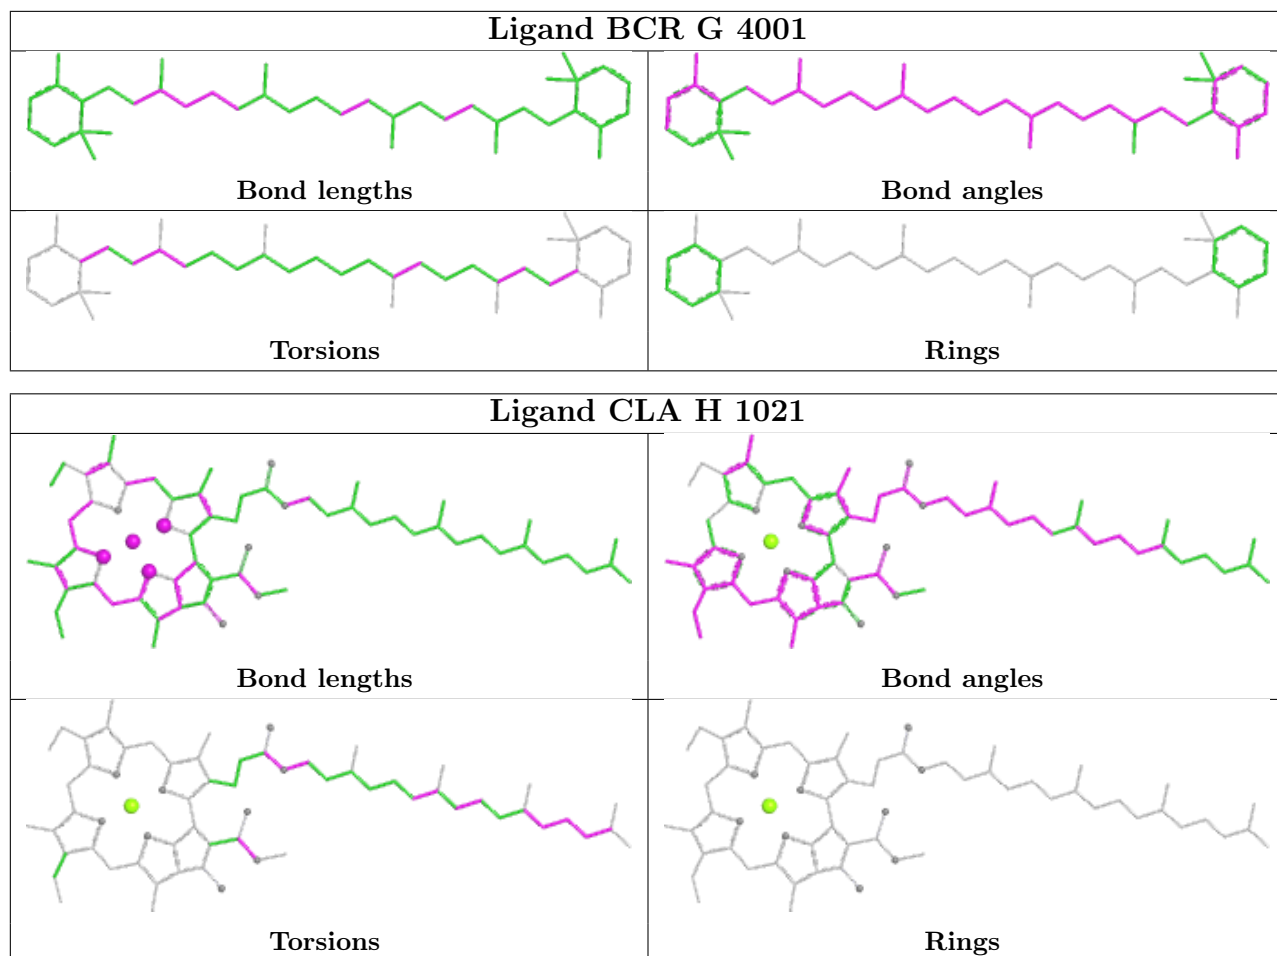 Ligand BCR G 4001
Bond lengths
Bond angles
Torsions
Rings
Ligand CLA H 1021
Bond lengths
Bond angles
Torsions
Rings